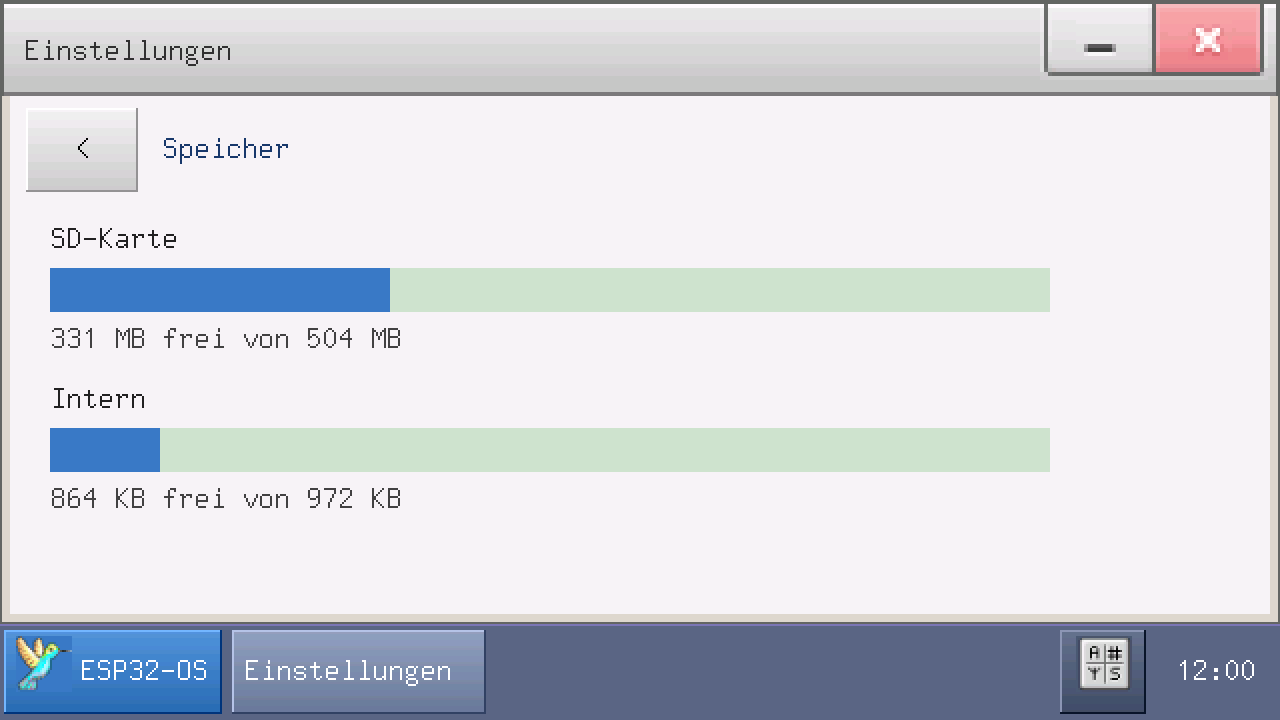 Einstellungen
<
Speicher
SD-Karte
331 MB frei von 504 MB
Intern
864 KB frei von 972 KB
ESP32-OS
Einstellungen
A#
YS
12:00